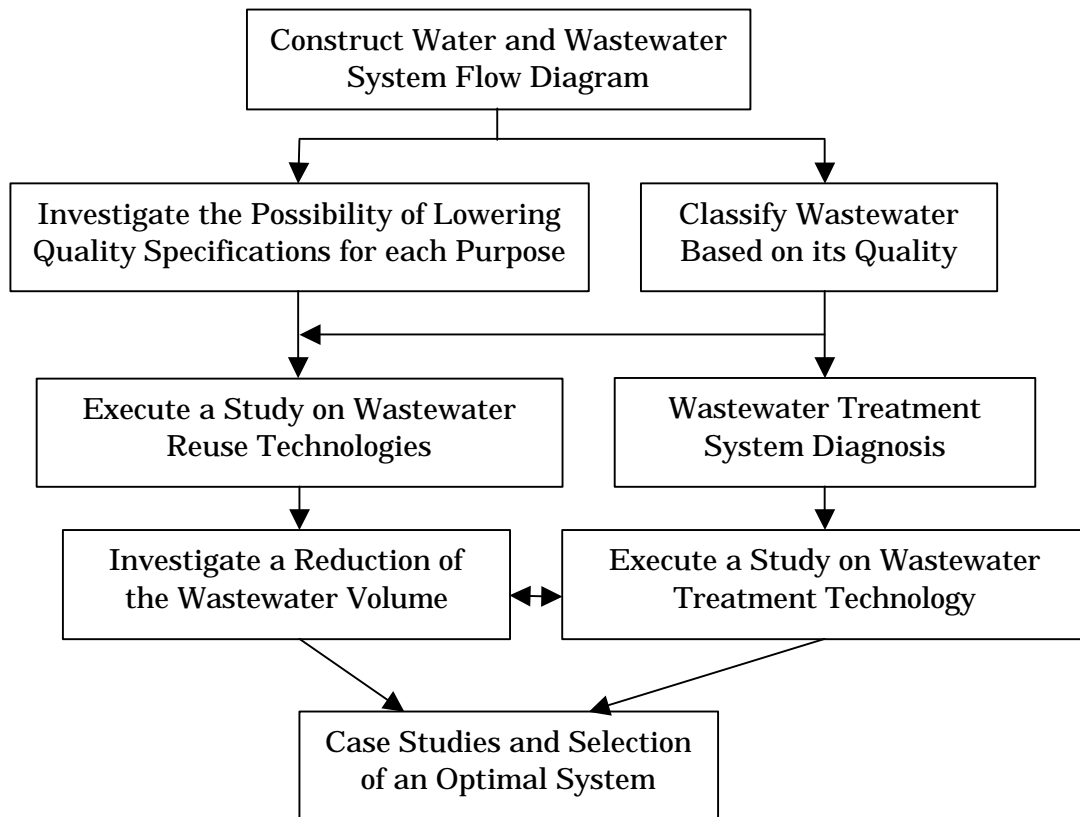 Construct Water and Wastewater
System Flow Diagram
Investigate the Possibility of Lowering
Quality Specifications for each Purpose
Classify Wastewater
Based on its Quality
Execute a Study on Wastewater
Reuse Technologies
Wastewater Treatment
System Diagnosis
Investigate a Reduction of
the Wastewater Volume
Execute a Study on Wastewater
Treatment Technology
Case Studies and Selection
of an Optimal System